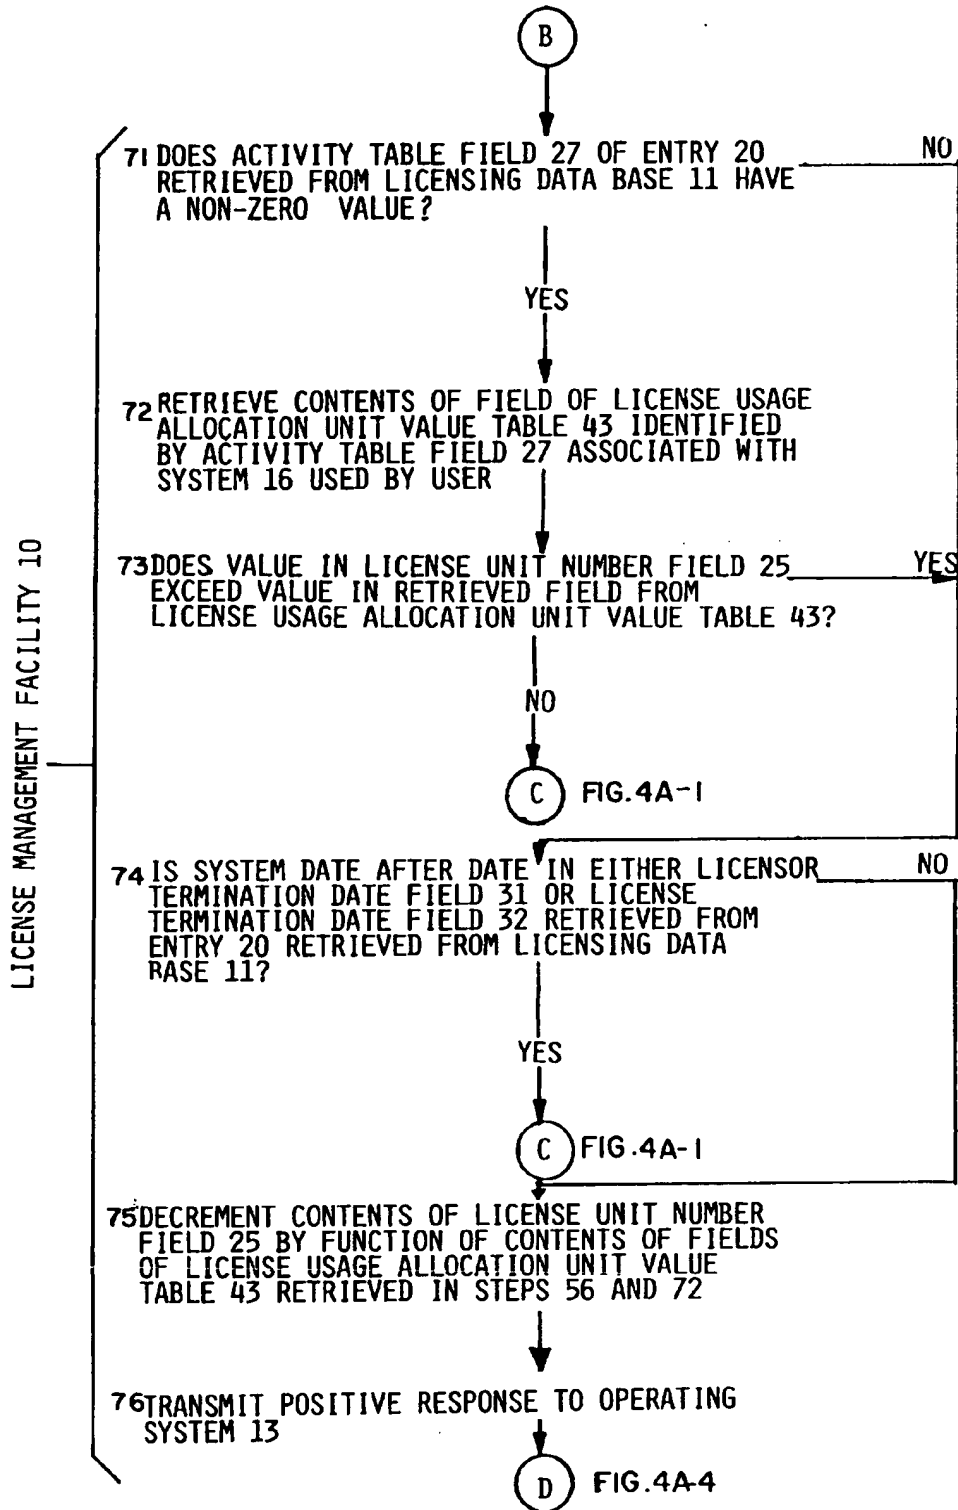 B
71 DOES ACTIVITY TABLE FIELD 27 OF ENTRY 20
RETRIEVED FROM LICENSING DATA BASE 11 HAVE
A NON-ZERO VALUE?
NO
YES
72 RETRIEVE CONTENTS OF FIELD OF LICENSE USAGE
ALLOCATION UNIT VALUE TABLE 43 IDENTIFIED
BY ACTIVITY TABLE FIELD 27 ASSOCIATED WITH
SYSTEM 16 USED BY USER
73 DOES VALUE IN LICENSE UNIT NUMBER FIELD 25
EXCEED VALUE IN RETRIEVED FIELD FROM
LICENSE USAGE ALLOCATION UNIT VALUE TABLE 43?
YES
NO
C FIG.4A-1
LICENSE MANAGEMENT FACILITY 10
74 IS SYSTEM DATE AFTER DATE IN EITHER LICENSOR
TERMINATION DATE FIELD 31 OR LICENSE
TERMINATION DATE FIELD 32 RETRIEVED FROM
ENTRY 20 RETRIEVED FROM LICENSING DATA
BASE 11?
NO
YES
C FIG.4A-1
75 DECREMENT CONTENTS OF LICENSE UNIT NUMBER
FIELD 25 BY FUNCTION OF CONTENTS OF FIELDS
OF LICENSE USAGE ALLOCATION UNIT VALUE
TABLE 43 RETRIEVED IN STEPS 56 AND 72
76 TRANSMIT POSITIVE RESPONSE TO OPERATING
SYSTEM 13
D FIG.4A-4